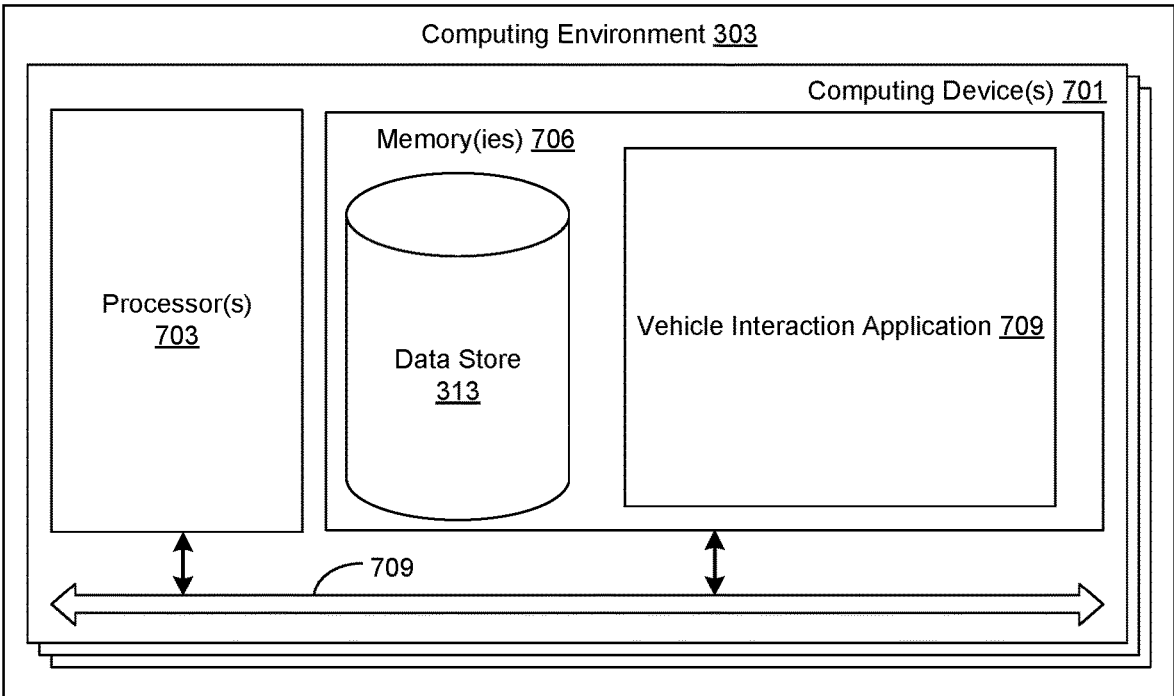 Computing Environment 303
Computing Device(s) 701
Memory(ies) 706
Processor(s)
703
Data Store
313
Vehicle Interaction Application 709
709